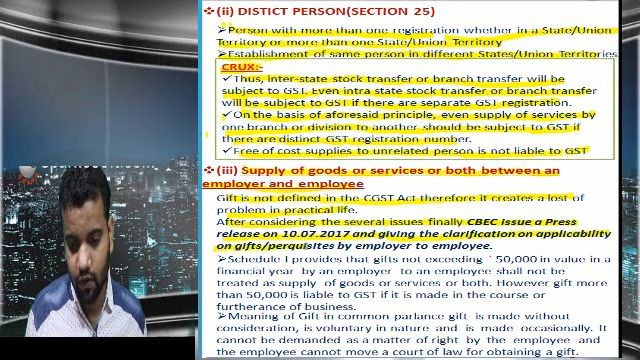 ❖(ii) DISTICT PERSON(SECTION 25)
➢Person with more than one registration whether in a State/Union
Territory or more than one State/Union Territory
➢Establishment of same person in different States/Union Territories.
CRUX:-
✓Thus, inter-state stock transfer or branch transfer will be
subject to GST. Even intra state stock transfer or branch transfer
will be subject to GST if there are separate GST registration.
✓On the basis of aforesaid principle, even supply of services by
one branch or division to another should be subject to GST if
there are distinct GST registration number.
✓Free of cost supplies to unrelated person is not liable to GST
❖(iii) Supply of goods or services or both between an
employer and employee
Gift is not defined in the CGST Act therefore it creates a lost of
problem in practical life.
After considering the several issues finally CBEC issue a Press
release on 10.07.2017 and giving the clarification on applicability
on gifts/perquisites by employer to employee.
➢Schedule I provides that gifts not exceeding ` 50,000 in value in a
financial year by an employer to an employee shall not be
treated as supply of goods or services or both. However gift more
than 50,000 is liable to GST if it is made in the course or
furtherance of business.
➢Meaning of Gift in common parlance gift is made without
consideration, is voluntary in nature and is made occasionally. It
cannot be demanded as a matter of right by the employee and
the employee cannot move a court of law for obtaining a gift.